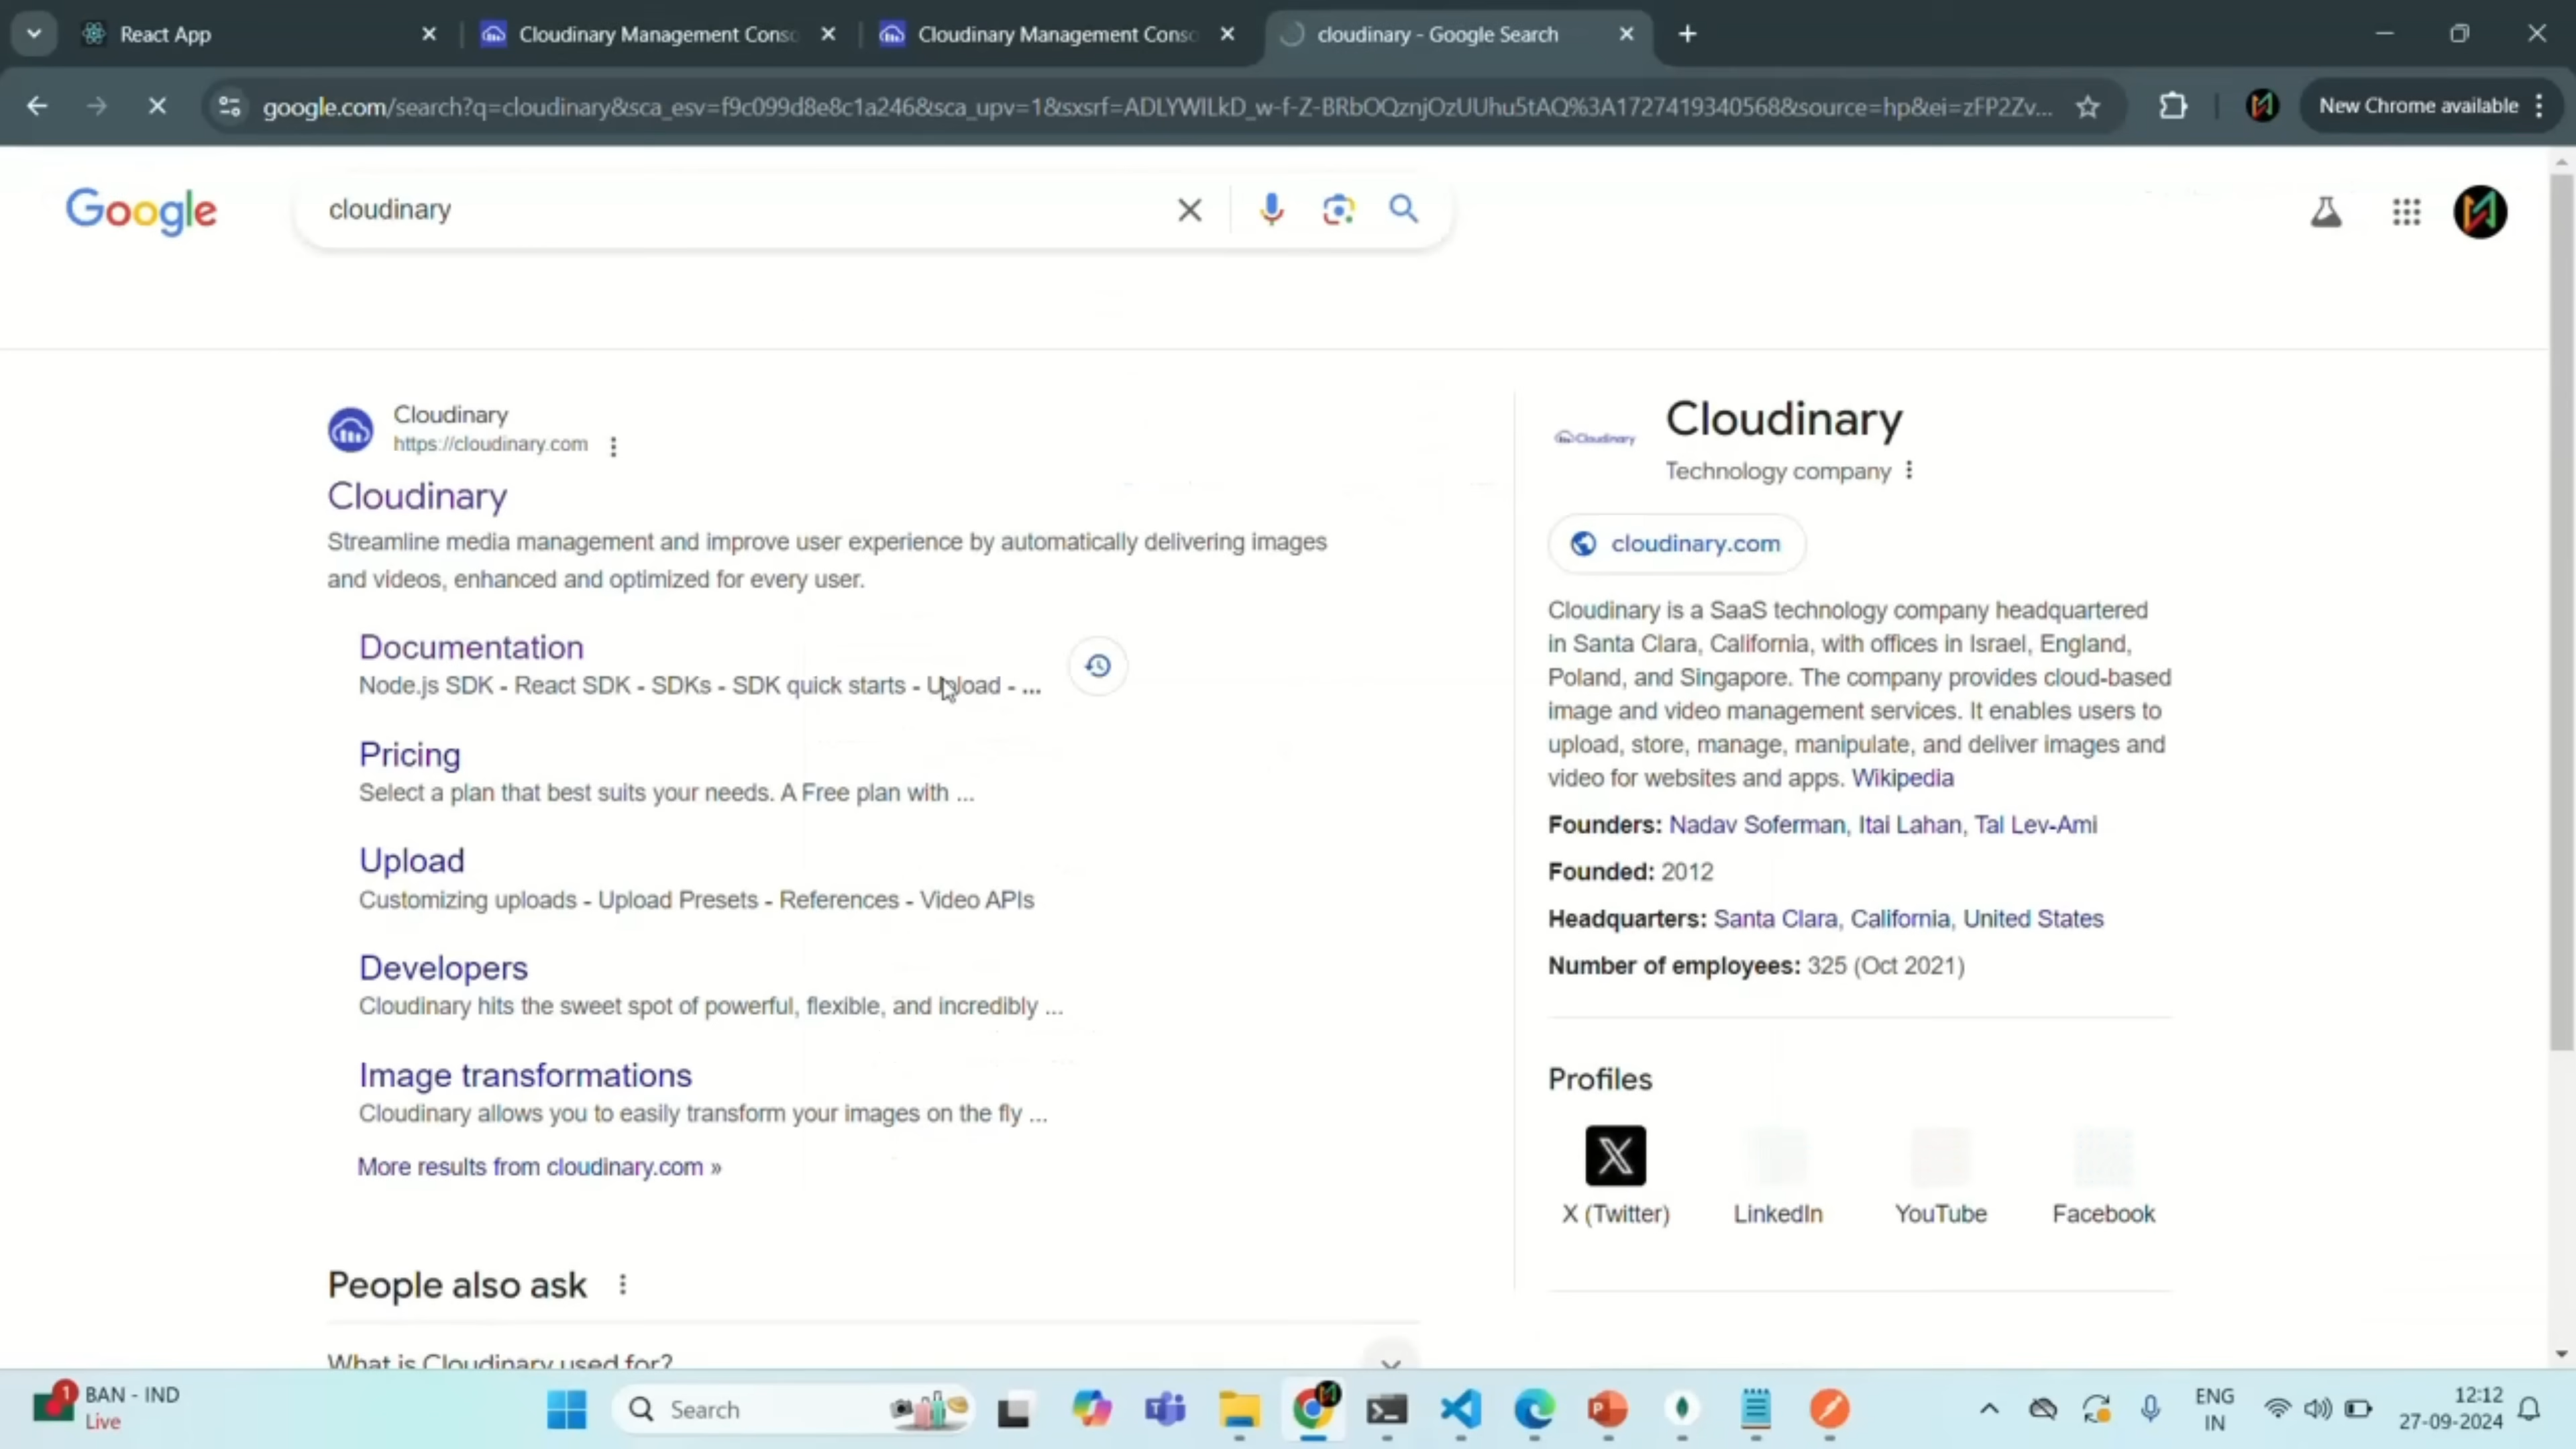 React App
Cloudinary Management Conso
Cloudinary Management Conso
cloudinary - Google Search
google.com/search?q=cloudinary&sca_esv=f9c099d8e8c1a246&sca_upv=1&sxsrf=ADLYWILkD_w-f-Z-BRbOQznjOzUUhu5tAQ%3A1727419340568&source=hp&ei=zFP2Zv...
New Chrome available
Google
cloudinary
Cloudinary
https://cloudinary.com
Cloudinary
Streamline media management and improve user experience by automatically delivering images
and videos, enhanced and optimized for every user.
Documentation
Node.js SDK - React SDK - SDKs - SDK quick starts - Upload - ...
Pricing
Select a plan that best suits your needs. A Free plan with ...
Upload
Customizing uploads - Upload Presets - References - Video APIs
Developers
Cloudinary hits the sweet spot of powerful, flexible, and incredibly ...
Image transformations
Cloudinary allows you to easily transform your images on the fly ...
More results from cloudinary.com »
People also ask
What is Cloudinary used for?
Cloudinary
Cloudinary
Technology company
cloudinary.com
Cloudinary is a SaaS technology company headquartered
in Santa Clara, California, with offices in Israel, England,
Poland, and Singapore. The company provides cloud-based
image and video management services. It enables users to
upload, store, manage, manipulate, and deliver images and
video for websites and apps. Wikipedia
Founders: Nadav Soferman, Itai Lahan, Tal Lev-Ami
Founded: 2012
Headquarters: Santa Clara, California, United States
Number of employees: 325 (Oct 2021)
Profiles
X (Twitter)
LinkedIn
YouTube
Facebook
1
BAN - IND
Live
Search
ENG
IN
12:12
27-09-2024